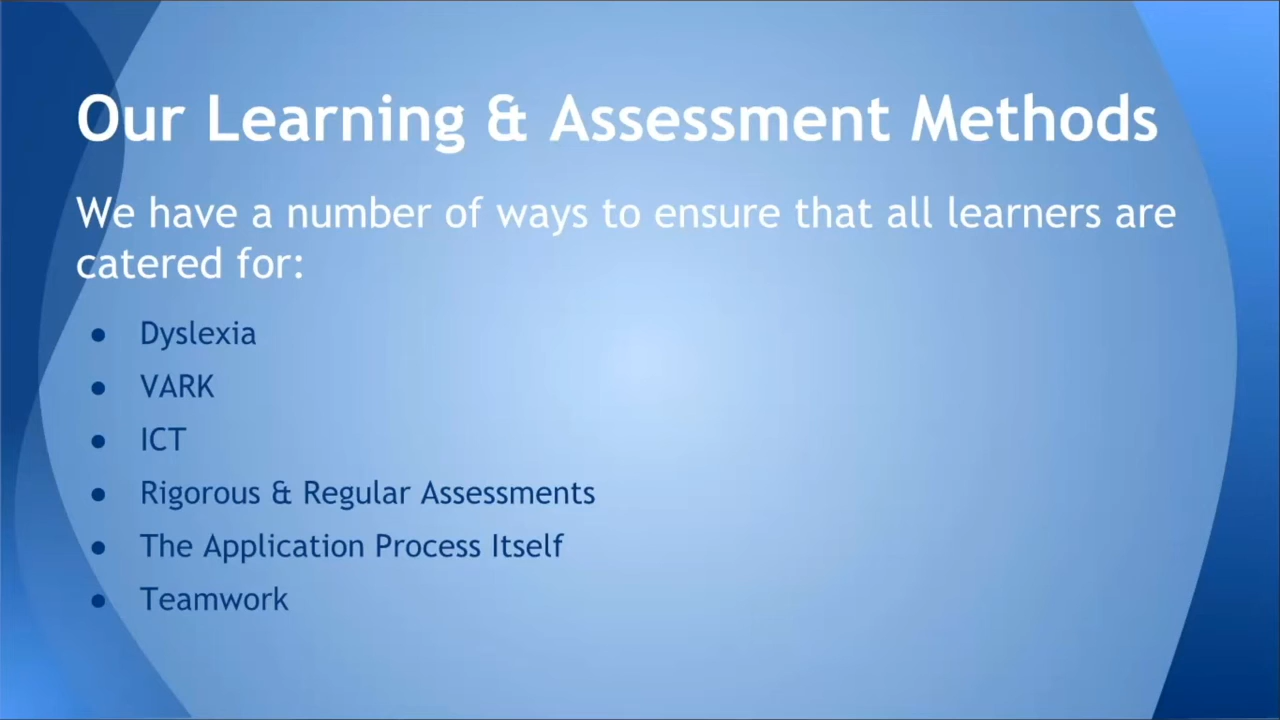 Our Learning & Assessment Methods
We have a number of ways to ensure that all learners are
catered for:
● Dyslexia
● VARK
● ICT
● Rigorous & Regular Assessments
● The Application Process Itself
● Teamwork